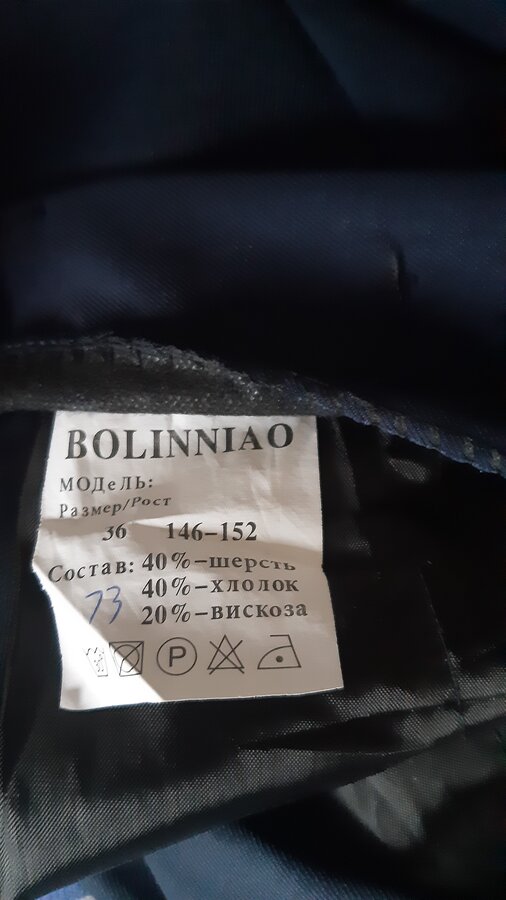 BOLINNIAO
МОДеЛЬ:
Размер/Рост
36 146-152
Состав: 40%-шерсть
40%-хлолок
73 20%-вискоза
P